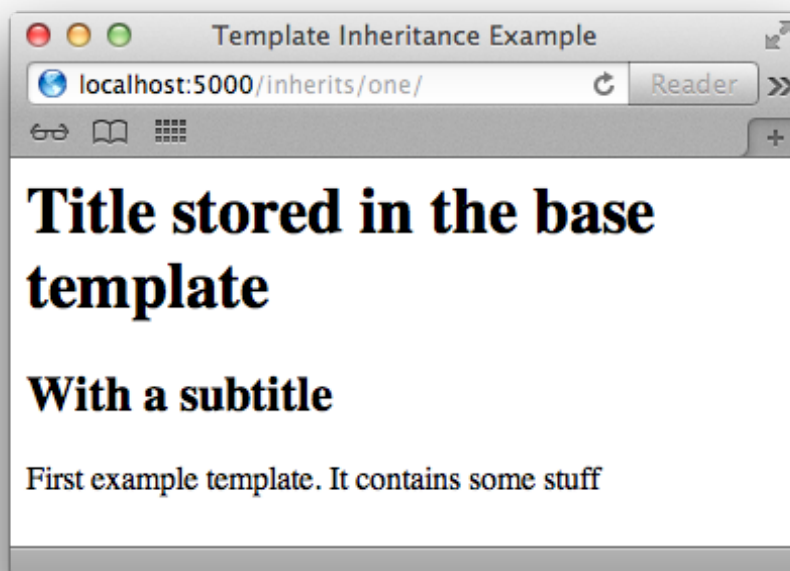 Template Inheritance Example
localhost:5000/inherits/one/
Reader
Title stored in the base
template
With a subtitle
First example template. It contains some stuff